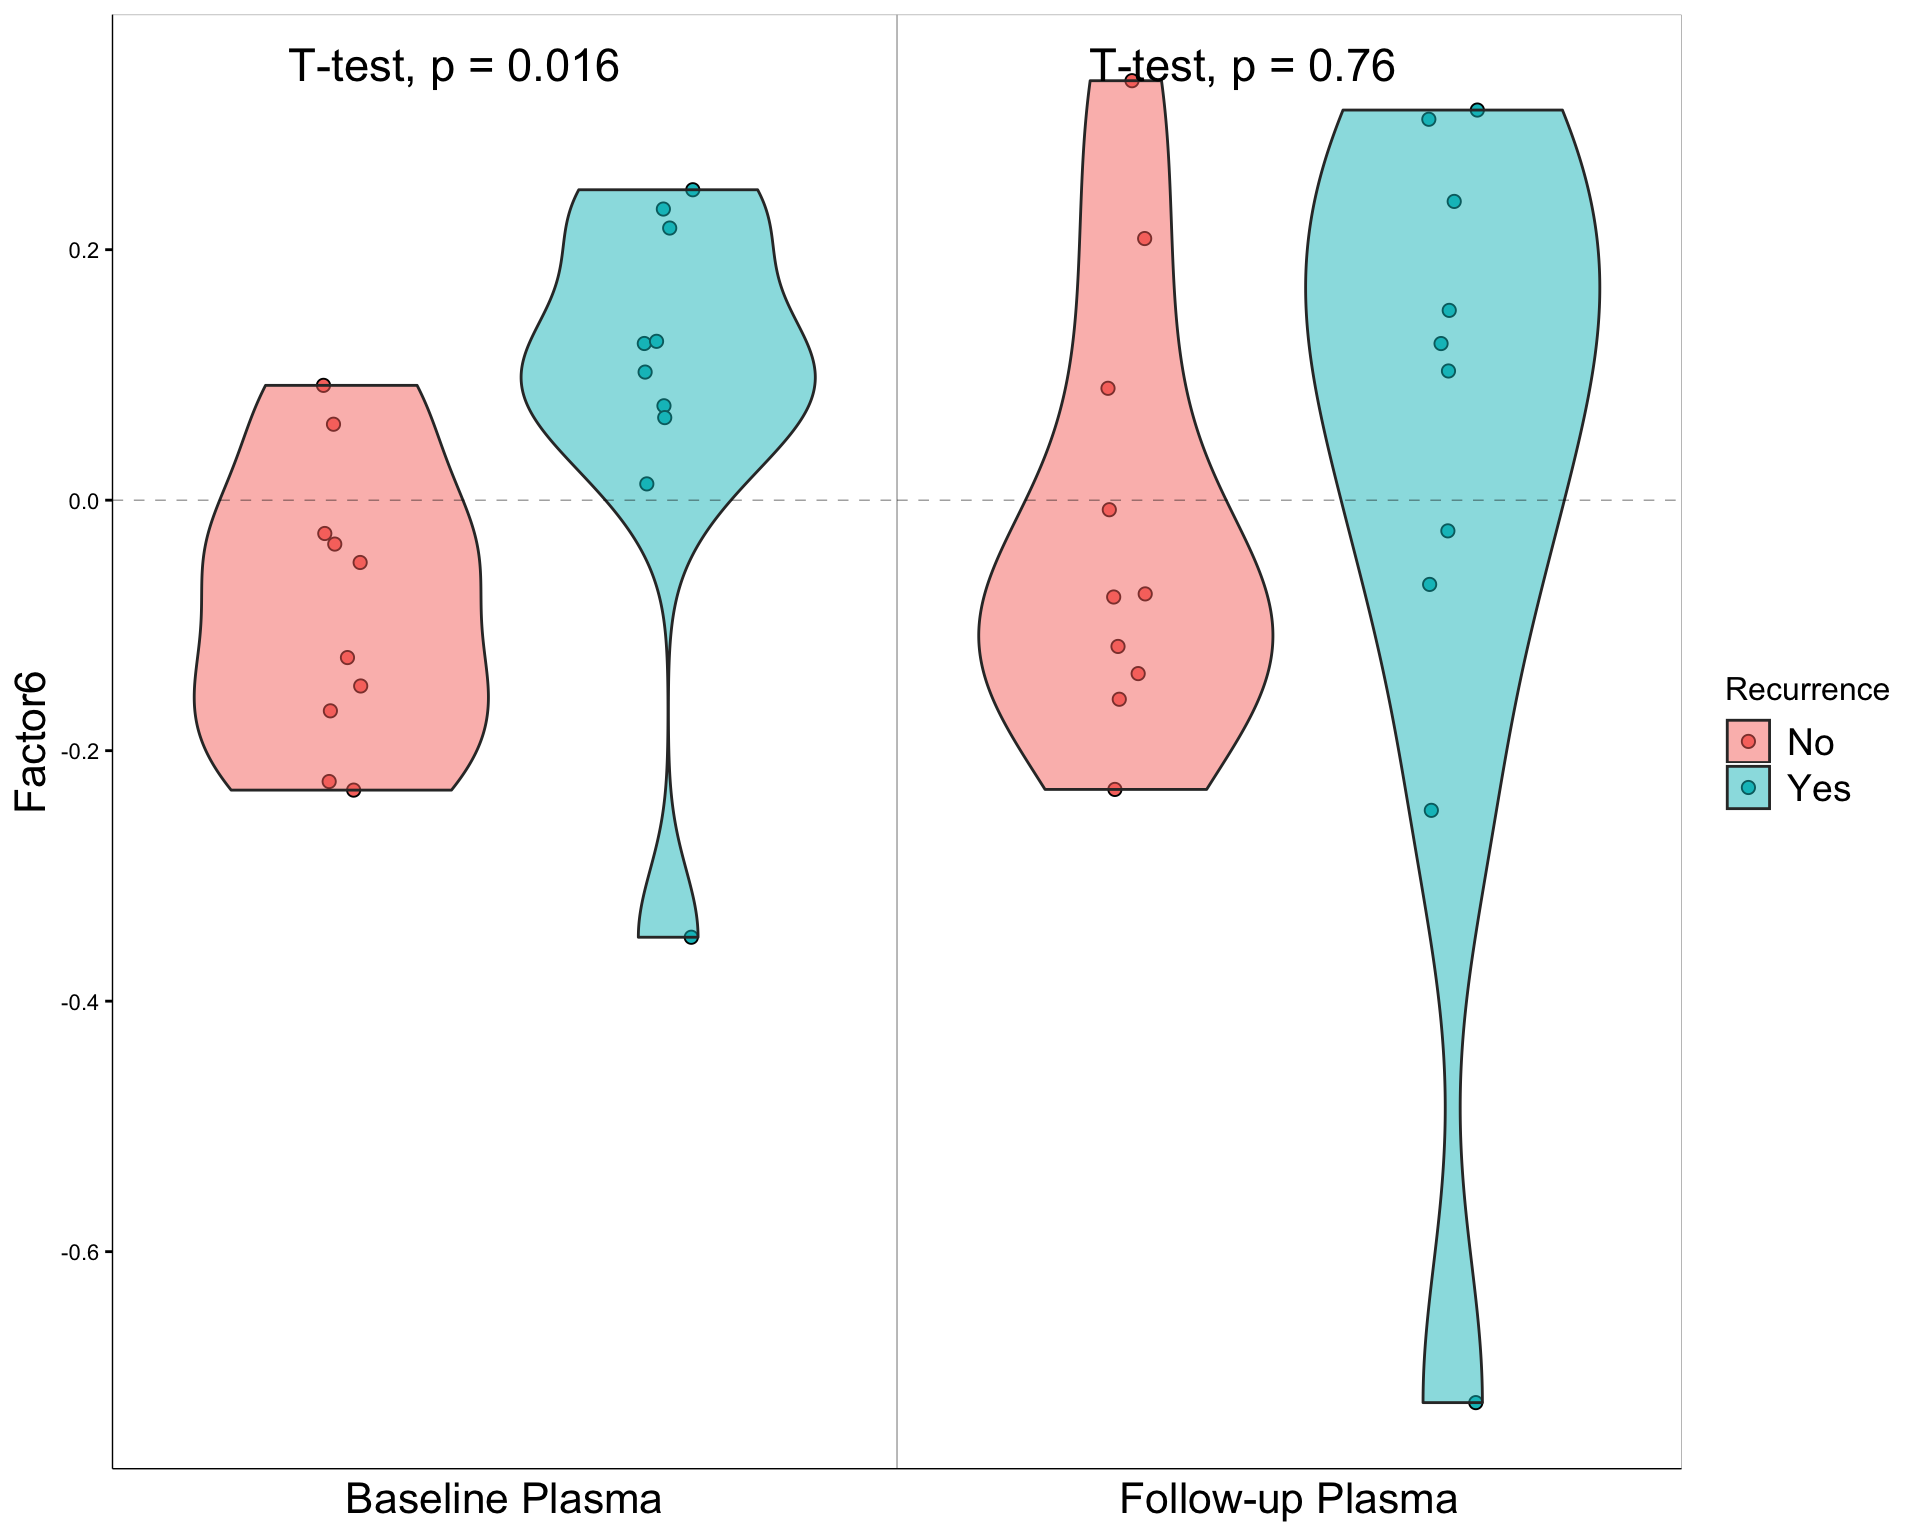 T-test, p = 0.016
T-test, p = 0.76
0.2
0.0
-0.2
-0.4
-0.6
Factor6
Baseline Plasma
Follow-up Plasma
Recurrence
No
Yes